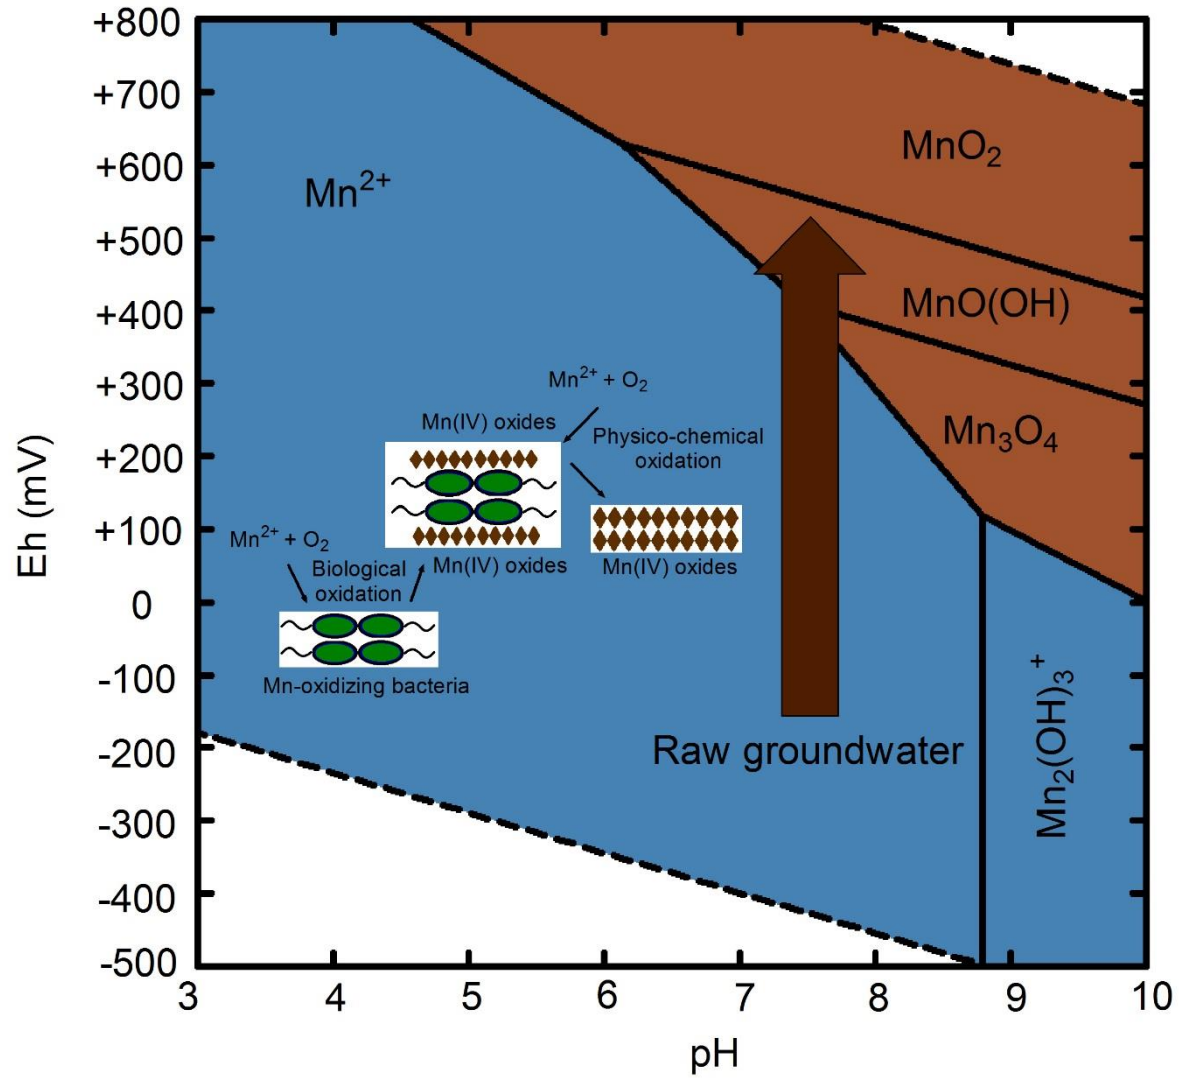 +800
+700
+600
+500
+400
+300
+200
+100
0
-100
-200
-300
-400
-500
Eh (mV)
Mn²⁺
MnO₂
MnO(OH)
Mn₃O₄
Mn₂(OH)₃⁺
Mn²⁺ + O₂
Mn(IV) oxides
Physico-chemical
oxidation
Mn(IV) oxides
Mn(IV) oxides
Mn²⁺ + O₂
Biological
oxidation
Mn-oxidizing bacteria
Raw groundwater
3 4 5 6 7 8 9 10
pH